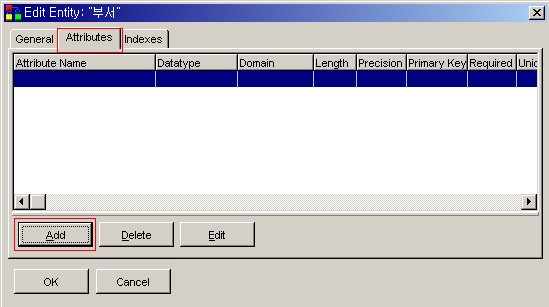 Edit Entity: "부서"
General Attributes Indexes
Attribute Name Datatype Domain Length Precision Primary Key Required Unic
Add Delete Edit
OK Cancel